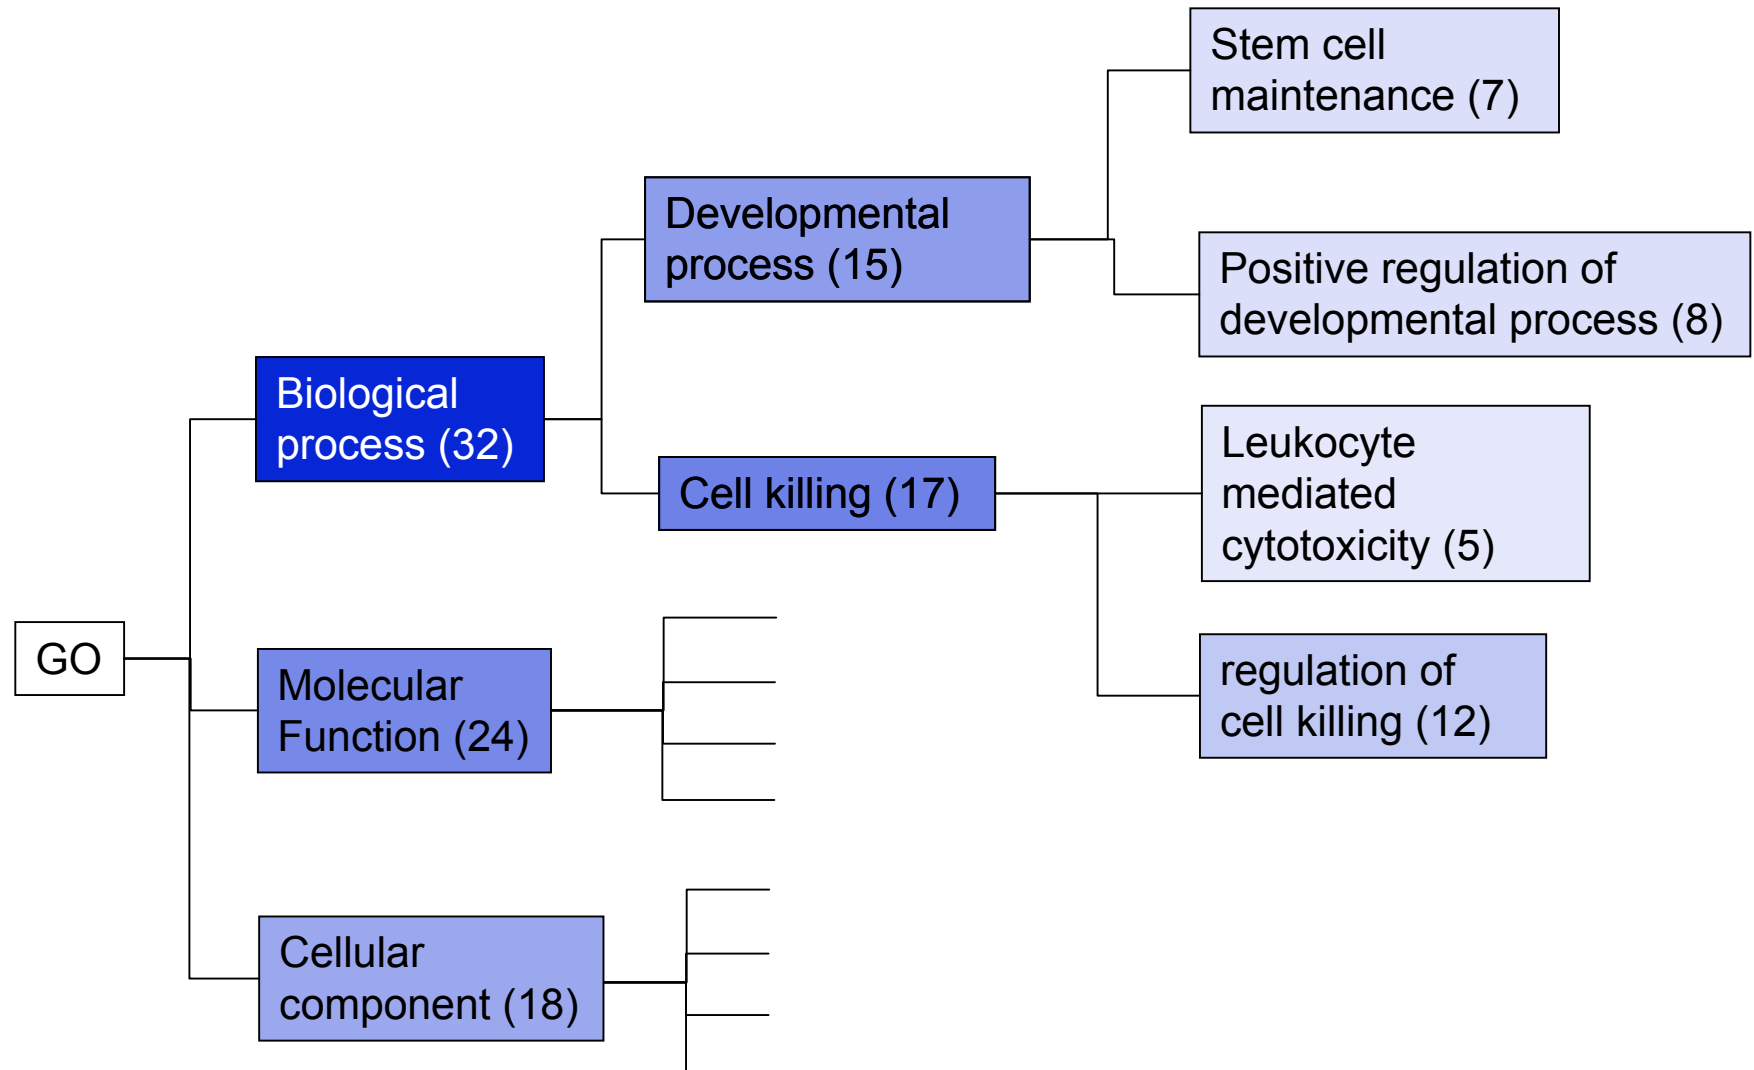 GO
Biological
process (32)
Molecular
Function (24)
Cellular
component (18)
Developmental
process (15)
Cell killing (17)
Stem cell
maintenance (7)
Positive regulation of
developmental process (8)
Leukocyte
mediated
cytotoxicity (5)
regulation of
cell killing (12)